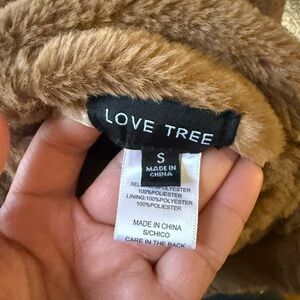 LOVE TREE
S
MADE IN
CHINA
100%POLYESTER
LINING:100%POLYESTER
100%POLYESTER
MADE IN CHINA
S/CHICO
CARE IN THE BACK